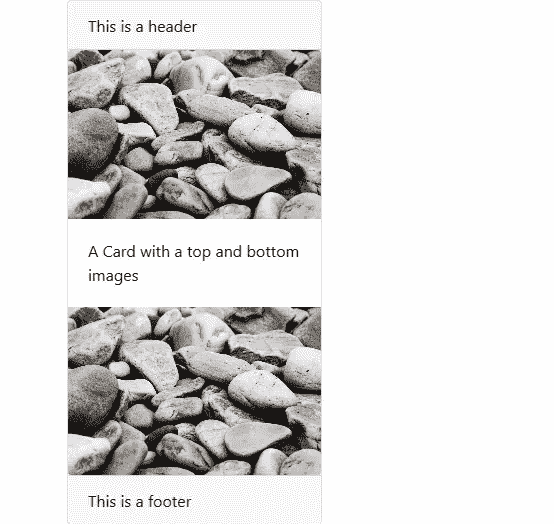 This is a header
A Card with a top and bottom
images
This is a footer